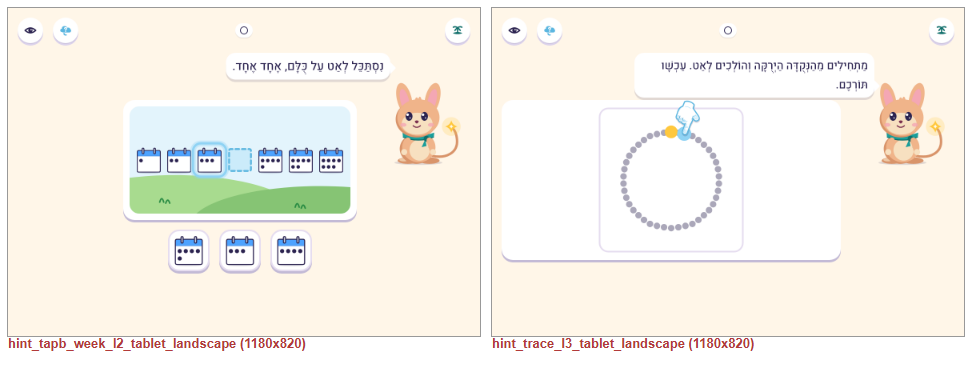 נִסְתַּכֵּל לְאַט עַל כֻּלָּם, אֶחָד אֶחָד.
hint_tapb_week_l2_tablet_landscape (1180x820)
מַתְחִילִים מֵהַנְּקֻדָּה הַיְרֻקָּה וְהוֹלְכִים לְאַט. עַכְשָׁו
תּוֹרְכֶם.
hint_trace_l3_tablet_landscape (1180x820)